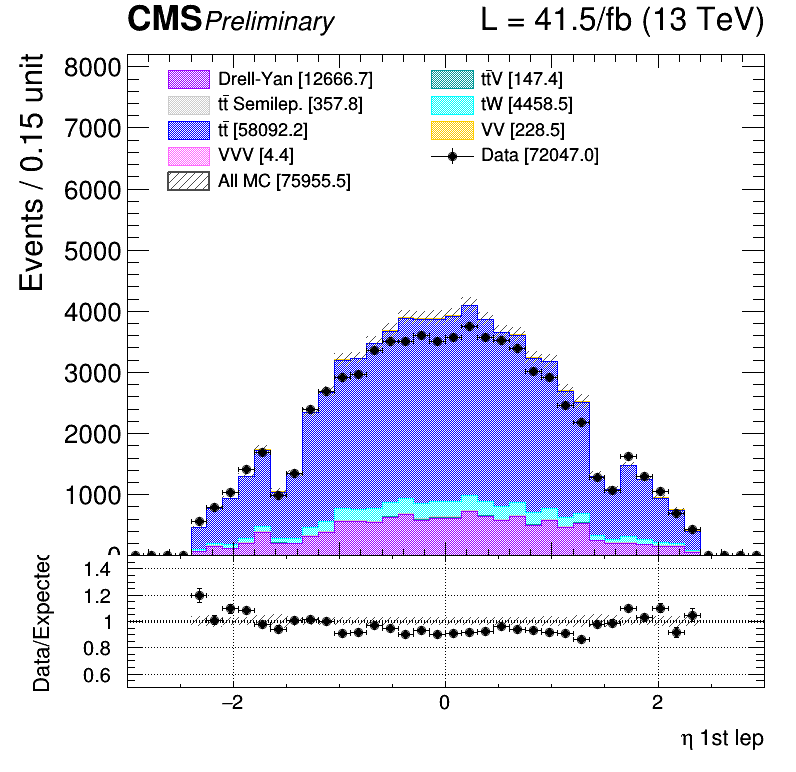 CMS Preliminary L = 41.5/fb (13 TeV)
Events / 0.15 unit
8000
7000
6000
5000
4000
3000
2000
1000
0
Drell-Yan [12666.7]
tt̄ Semilep. [357.8]
tt̄ [58092.2]
VVV [4.4]
All MC [75955.5]
tt̄V [147.4]
tW [4458.5]
VV [228.5]
Data [72047.0]
Data/Expected
1.4
1.2
1
0.8
0.6
−2 0 2
η 1st lep